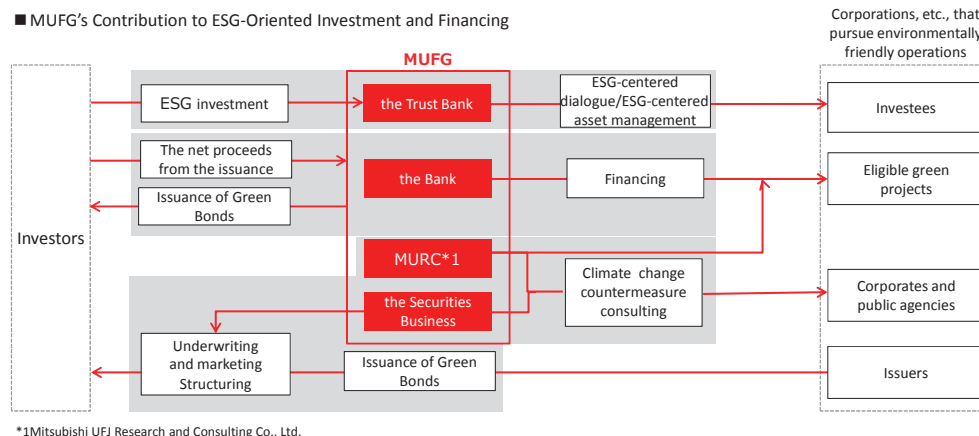 ■ MUFG's Contribution to ESG-Oriented Investment and Financing
Corporations, etc., that
pursue environmentally
friendly operations
MUFG
ESG investment
the Trust Bank
ESG-centered
dialogue/ESG-centered
asset management
Investees
The net proceeds
from the issuance
the Bank
Financing
Eligible green
projects
Issuance of Green
Bonds
Investors
MURC*1
Climate change
countermeasure
consulting
the Securities
Business
Corporates and
public agencies
Underwriting
and marketing
Structuring
Issuance of Green
Bonds
Issuers
*1Mitsubishi UFJ Research and Consulting Co., Ltd.